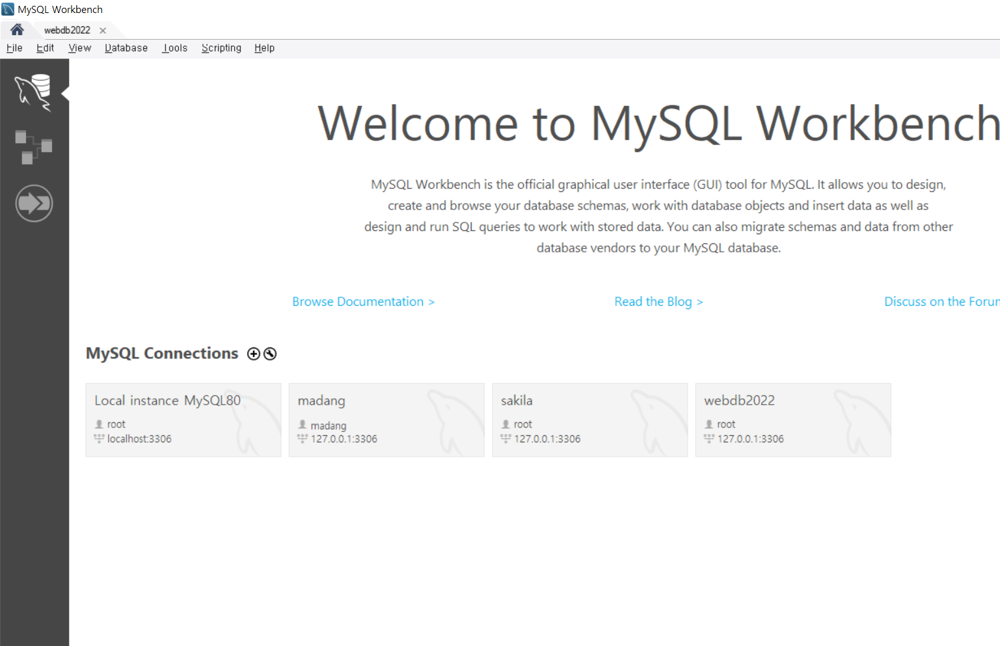 MySQL Workbench
webdb2022
File Edit View Database Tools Scripting Help
Welcome to MySQL Workbench
MySQL Workbench is the official graphical user interface (GUI) tool for MySQL. It allows you to design,
create and browse your database schemas, work with database objects and insert data as well as
design and run SQL queries to work with stored data. You can also migrate schemas and data from other
database vendors to your MySQL database.
Browse Documentation > Read the Blog > Discuss on the Forum
MySQL Connections
Local instance MySQL80
root
localhost:3306
madang
madang
127.0.0.1:3306
sakila
root
127.0.0.1:3306
webdb2022
root
127.0.0.1:3306